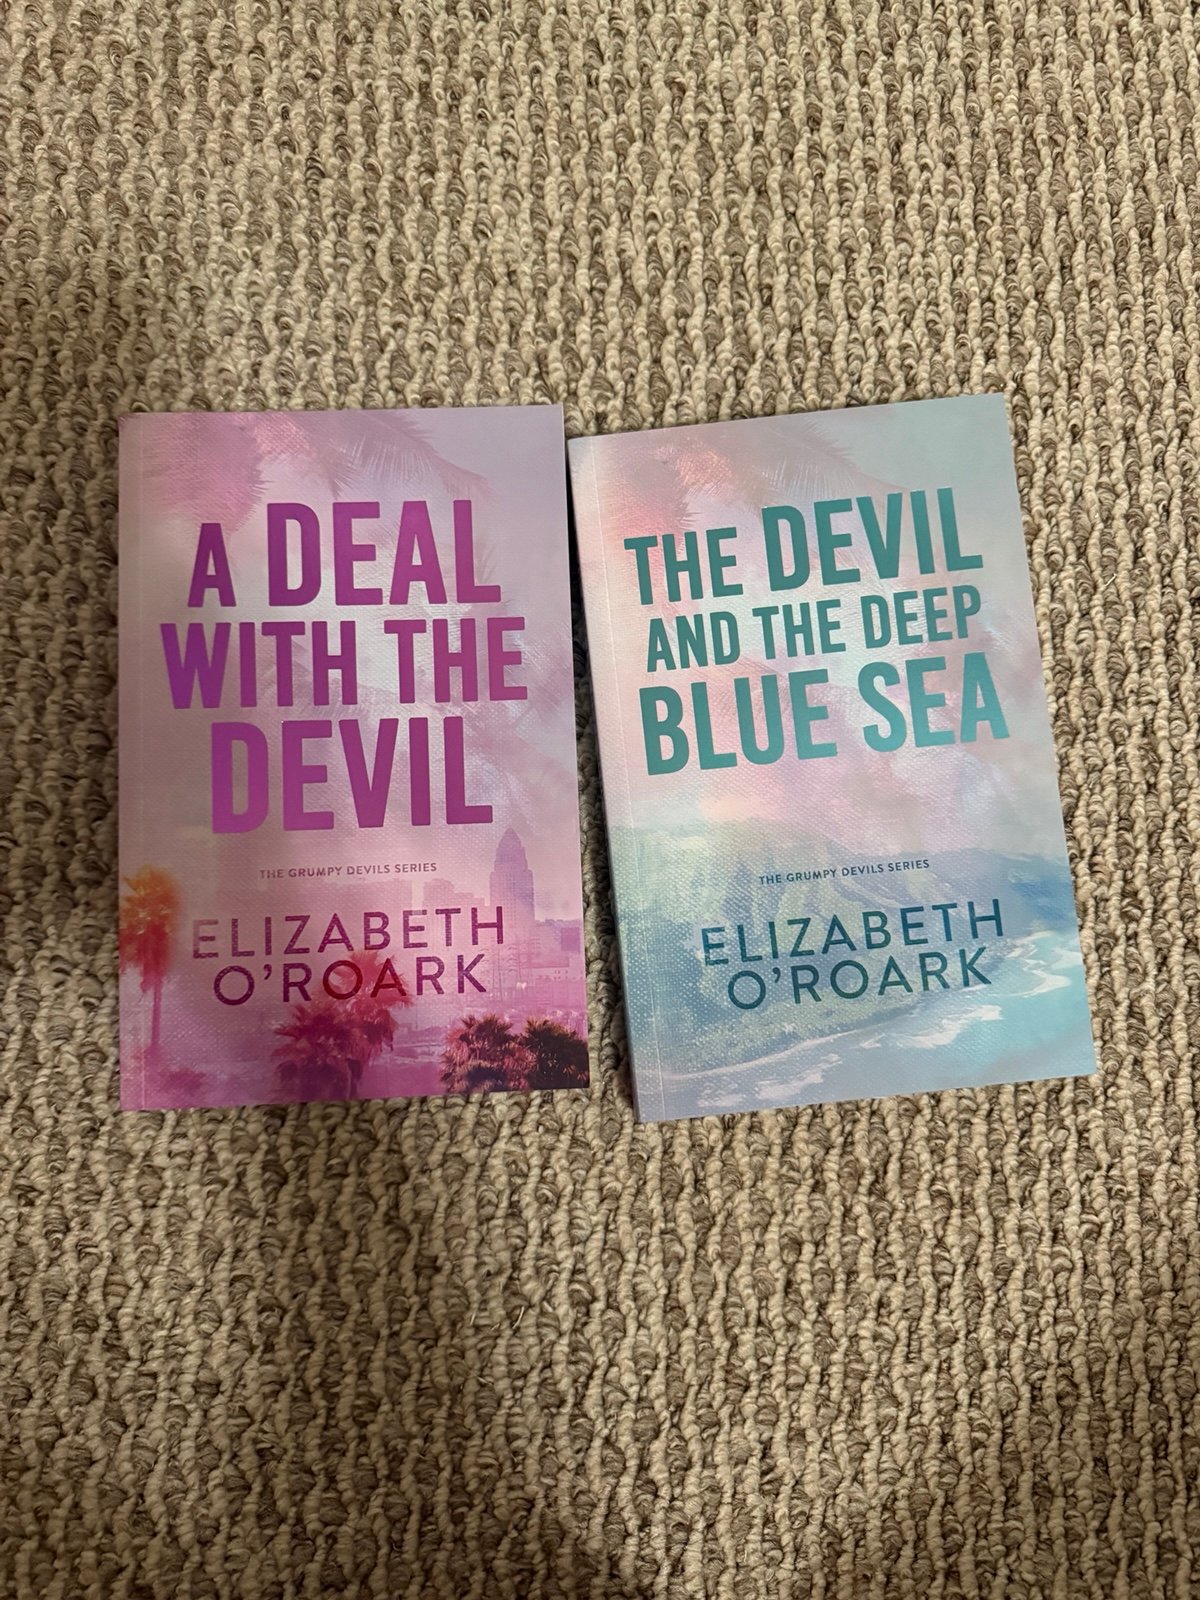 A DEAL
WITH THE
DEVIL
THE GRUMPY DEVILS SERIES
ELIZABETH
O'ROARK
THE DEVIL
AND THE DEEP
BLUE SEA
THE GRUMPY DEVILS SERIES
ELIZABETH
O'ROARK